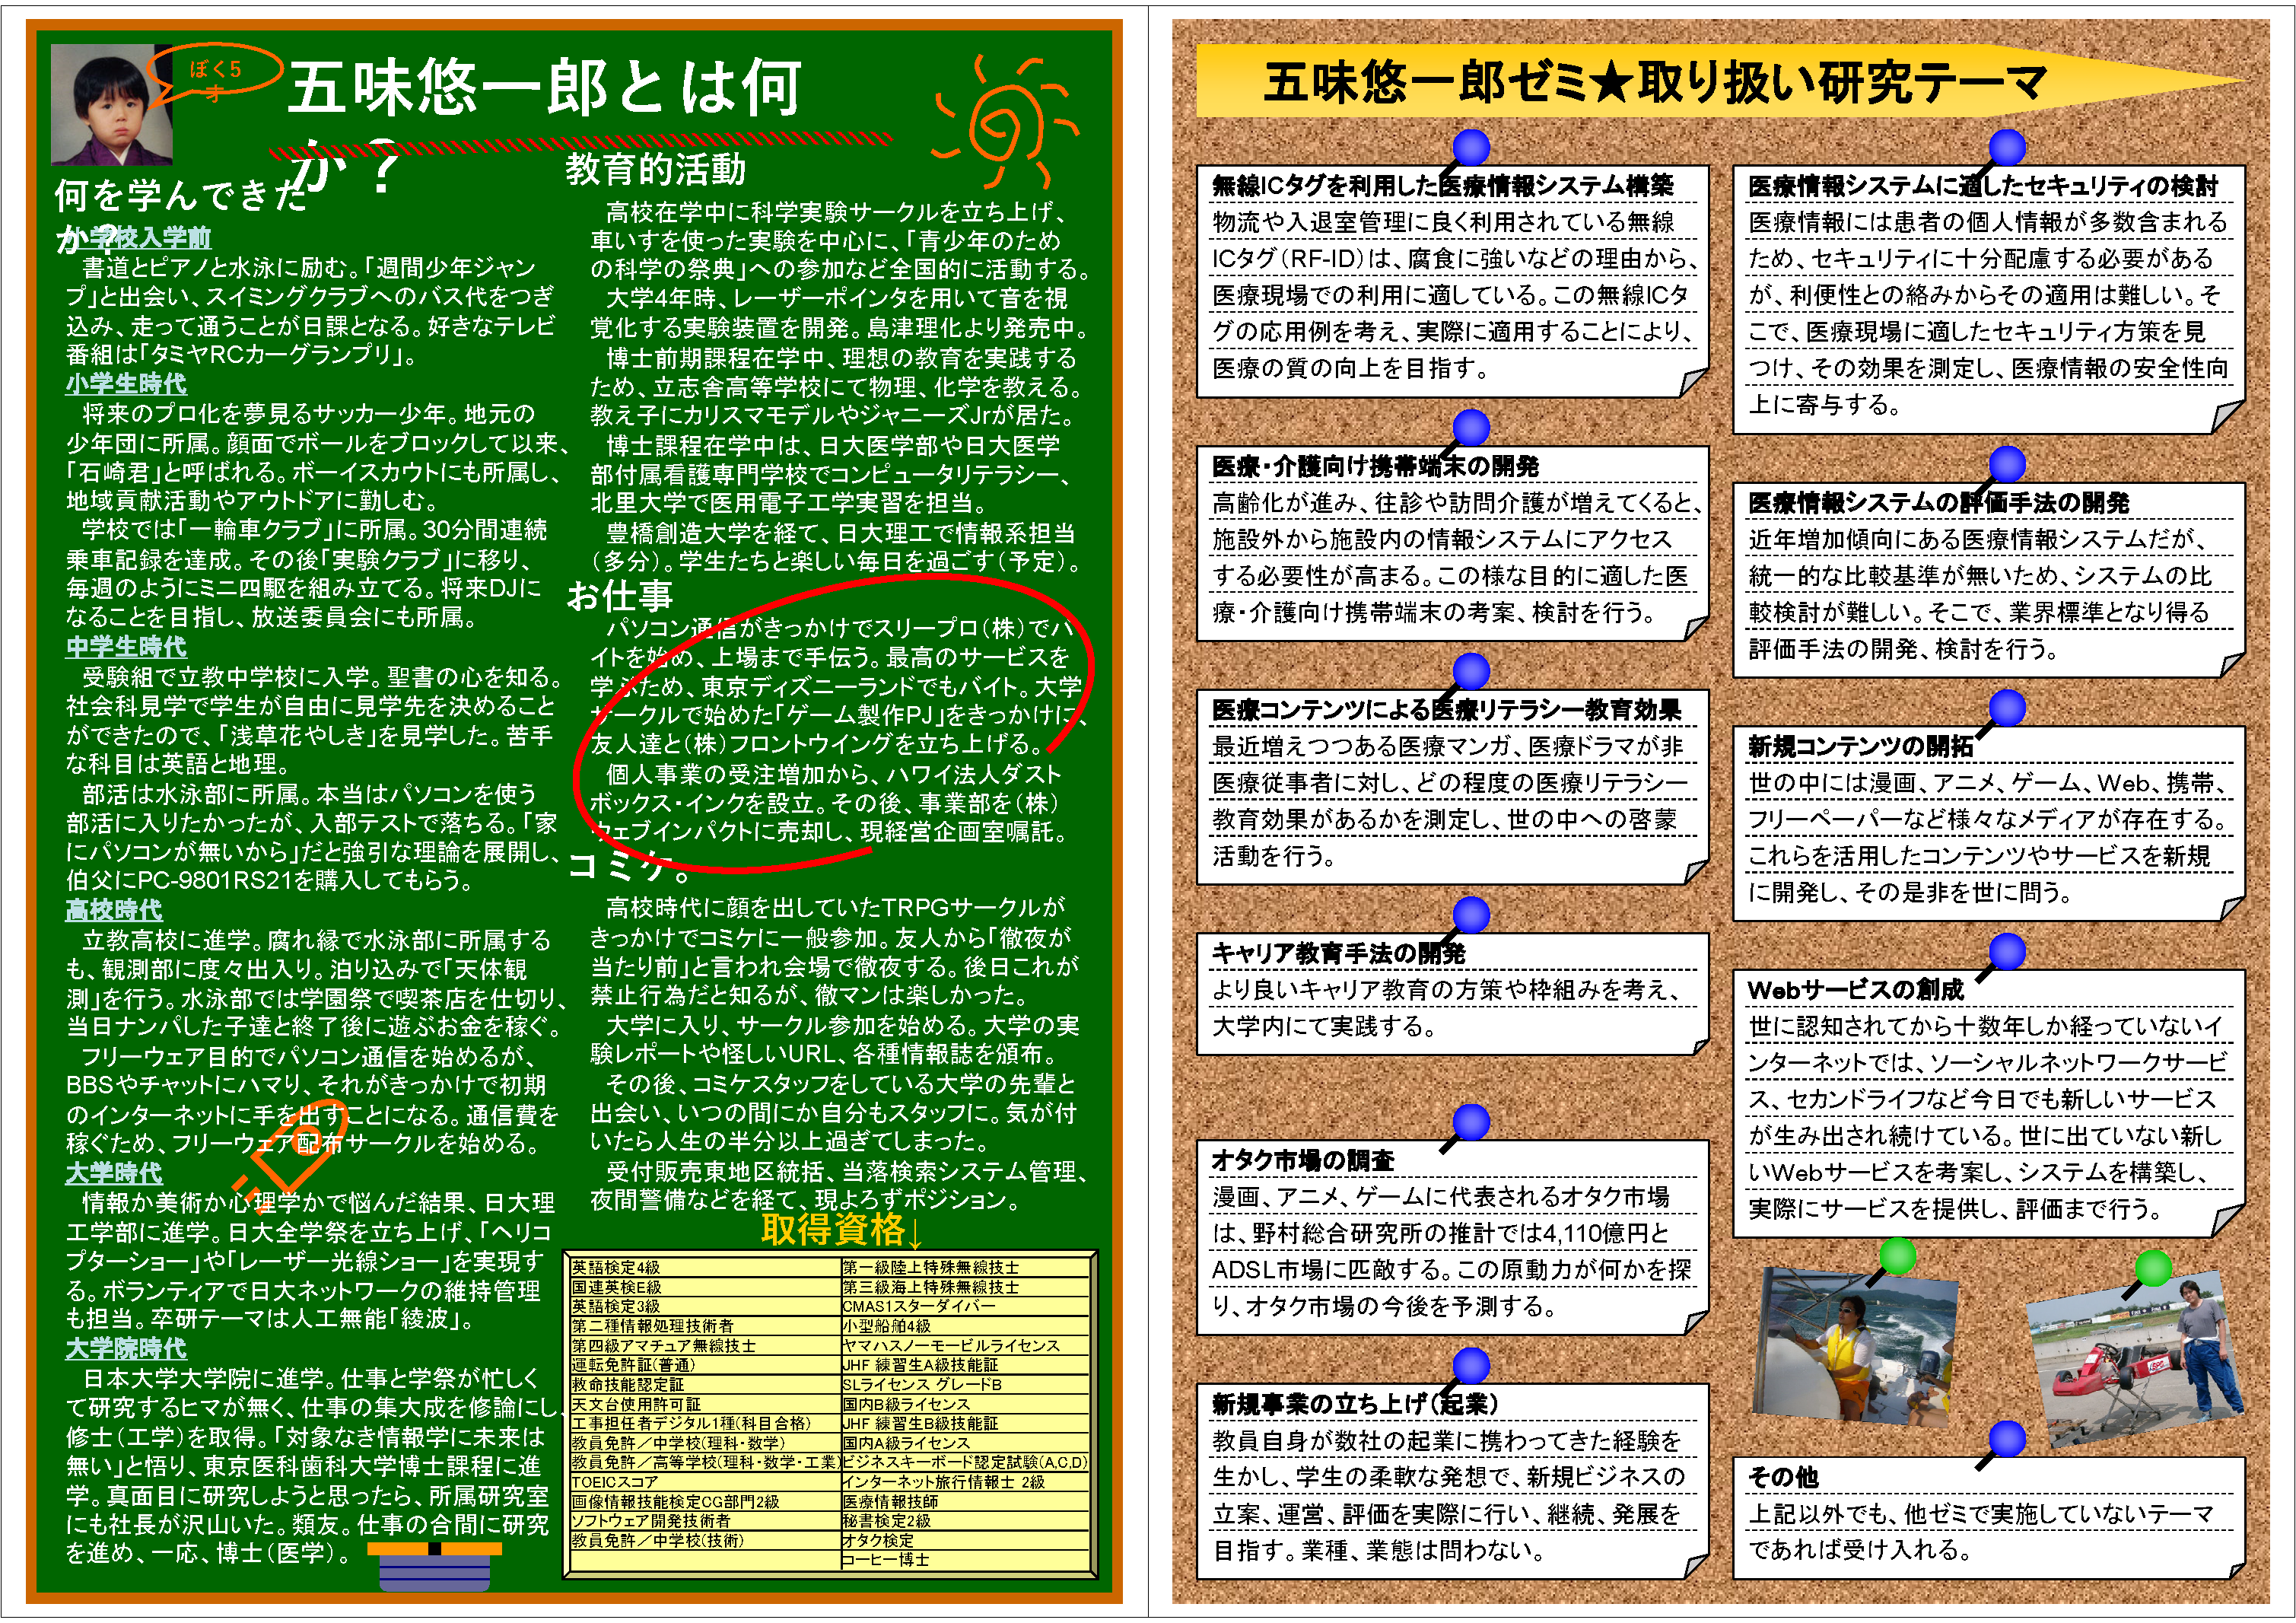 ぼく5
才
五味悠一郎とは何
か？
何を学んできた
か？
小学校入学前
書道とピアノと水泳に励む。「週間少年ジャン
プ」と出会い、スイミングクラブへのバス代をつぎ
込み、走って通うことが日課となる。好きなテレビ
番組は「タミヤRCカーグランプリ」。
小学生時代
将来のプロ化を夢見るサッカー少年。地元の
少年団に所属。顔面でボールをブロックして以来、
「石崎君」と呼ばれる。ボーイスカウトにも所属し、
地域貢献活動やアウトドアに勤しむ。
学校では「一輪車クラブ」に所属。30分間連続
乗車記録を達成。その後「実験クラブ」に移り、
毎週のようにミニ四駆を組み立てる。将来DJに
なることを目指し、放送委員会にも所属。
中学生時代
受験組で立教中学校に入学。聖書の心を知る。
社会科見学で学生が自由に見学先を決めること
ができたので、「浅草花やしき」を見学した。苦手
な科目は英語と地理。
部活は水泳部に所属。本当はパソコンを使う
部活に入りたかったが、入部テストで落ちる。「家
にパソコンが無いから」だと強引な理論を展開し、
伯父にPC-9801RS21を購入してもらう。
高校時代
立教高校に進学。腐れ縁で水泳部に所属する
も、観測部に度々出入り。泊り込みで「天体観
測」を行う。水泳部では学園祭で喫茶店を仕切り、
当日ナンパした子達と終了後に遊ぶお金を稼ぐ。
フリーウェア目的でパソコン通信を始めるが、
BBSやチャットにハマり、それがきっかけで初期
のインターネットに手を出すことになる。通信費を
稼ぐため、フリーウェア配布サークルを始める。
大学時代
情報か美術か心理学かで悩んだ結果、日大理
工学部に進学。日大全学祭を立ち上げ、「ヘリコ
プターショー」や「レーザー光線ショー」を実現す
る。ボランティアで日大ネットワークの維持管理
も担当。卒研テーマは人工無能「綾波」。
大学院時代
日本大学大学院に進学。仕事と学祭が忙しく
て研究するヒマが無く、仕事の集大成を修論にし、
修士（工学）を取得。「対象なき情報学に未来は
無い」と悟り、東京医科歯科大学博士課程に進
学。真面目に研究しようと思ったら、所属研究室
にも社長が沢山いた。類友。仕事の合間に研究
を進め、一応、博士（医学）。
教育的活動
高校在学中に科学実験サークルを立ち上げ、
車いすを使った実験を中心に、「青少年のため
の科学の祭典」への参加など全国的に活動する。
大学4年時、レーザーポインタを用いて音を視
覚化する実験装置を開発。島津理化より発売中。
博士前期課程在学中、理想の教育を実践する
ため、立志舎高等学校にて物理、化学を教える。
教え子にカリスマモデルやジャニーズJrが居た。
博士課程在学中は、日大医学部や日大医学
部付属看護専門学校でコンピュータリテラシー、
北里大学で医用電子工学実習を担当。
豊橋創造大学を経て、日大理工で情報系担当
（多分）。学生たちと楽しい毎日を過ごす（予定）。
お仕事
パソコン通信がきっかけでスリープロ（株）でバ
イトを始め、上場まで手伝う。最高のサービスを
学ぶため、東京ディズニーランドでもバイト。大学
サークルで始めた「ゲーム製作PJ」をきっかけに、
友人達と（株）フロントウイングを立ち上げる。
個人事業の受注増加から、ハワイ法人ダスト
ボックス・インクを設立。その後、事業部を（株）
ウェブインパクトに売却し、現経営企画室嘱託。
コミケ。
高校時代に顔を出していたTRPGサークルが
きっかけでコミケに一般参加。友人から「徹夜が
当たり前」と言われ会場で徹夜する。後日これが
禁止行為だと知るが、徹マンは楽しかった。
大学に入り、サークル参加を始める。大学の実
験レポートや怪しいURL、各種情報誌を頒布。
その後、コミケスタッフをしている大学の先輩と
出会い、いつの間にか自分もスタッフに。気が付
いたら人生の半分以上過ぎてしまった。
受付販売東地区統括、当落検索システム管理、
夜間警備などを経て、現よろずポジション。
取得資格↓
英語検定4級
国連英検E級
英語検定3級
第二種情報処理技術者
第四級アマチュア無線技士
運転免許証(普通)
救命技能認定証
天文台使用許可証
工事担任者デジタル1種(科目合格)
教員免許／中学校(理科・数学)
教員免許／高等学校(理科・数学・工業)
TOEICスコア
画像情報技能検定CG部門2級
ソフトウェア開発技術者
教員免許／中学校(技術)
第一級陸上特殊無線技士
第三級海上特殊無線技士
CMAS1スターダイバー
小型船舶4級
ヤマハスノーモービルライセンス
JHF 練習生A級技能証
SLライセンス グレードB
国内B級ライセンス
JHF 練習生B級技能証
国内A級ライセンス
ビジネスキーボード認定試験(A,C,D)
インターネット旅行情報士 2級
医療情報技師
秘書検定2級
オタク検定
コーヒー博士
五味悠一郎ゼミ★取り扱い研究テーマ
無線ICタグを利用した医療情報システム構築
物流や入退室管理に良く利用されている無線
ICタグ（RF-ID）は、腐食に強いなどの理由から、
医療現場での利用に適している。この無線ICタ
グの応用例を考え、実際に適用することにより、
医療の質の向上を目指す。
医療・介護向け携帯端末の開発
高齢化が進み、往診や訪問介護が増えてくると、
施設外から施設内の情報システムにアクセス
する必要性が高まる。この様な目的に適した医
療・介護向け携帯端末の考案、検討を行う。
医療コンテンツによる医療リテラシー教育効果
最近増えつつある医療マンガ、医療ドラマが非
医療従事者に対し、どの程度の医療リテラシー
教育効果があるかを測定し、世の中への啓蒙
活動を行う。
キャリア教育手法の開発
より良いキャリア教育の方策や枠組みを考え、
大学内にて実践する。
オタク市場の調査
漫画、アニメ、ゲームに代表されるオタク市場
は、野村総合研究所の推計では4,110億円と
ADSL市場に匹敵する。この原動力が何かを探
り、オタク市場の今後を予測する。
新規事業の立ち上げ（起業）
教員自身が数社の起業に携わってきた経験を
生かし、学生の柔軟な発想で、新規ビジネスの
立案、運営、評価を実際に行い、継続、発展を
目指す。業種、業態は問わない。
医療情報システムに適したセキュリティの検討
医療情報には患者の個人情報が多数含まれる
ため、セキュリティに十分配慮する必要がある
が、利便性との絡みからその適用は難しい。そ
こで、医療現場に適したセキュリティ方策を見
つけ、その効果を測定し、医療情報の安全性向
上に寄与する。
医療情報システムの評価手法の開発
近年増加傾向にある医療情報システムだが、
統一的な比較基準が無いため、システムの比
較検討が難しい。そこで、業界標準となり得る
評価手法の開発、検討を行う。
新規コンテンツの開拓
世の中には漫画、アニメ、ゲーム、Web、携帯、
フリーペーパーなど様々なメディアが存在する。
これらを活用したコンテンツやサービスを新規
に開発し、その是非を世に問う。
Webサービスの創成
世に認知されてから十数年しか経っていないイ
ンターネットでは、ソーシャルネットワークサービ
ス、セカンドライフなど今日でも新しいサービス
が生み出され続けている。世に出ていない新し
いWebサービスを考案し、システムを構築し、
実際にサービスを提供し、評価まで行う。
その他
上記以外でも、他ゼミで実施していないテーマ
であれば受け入れる。